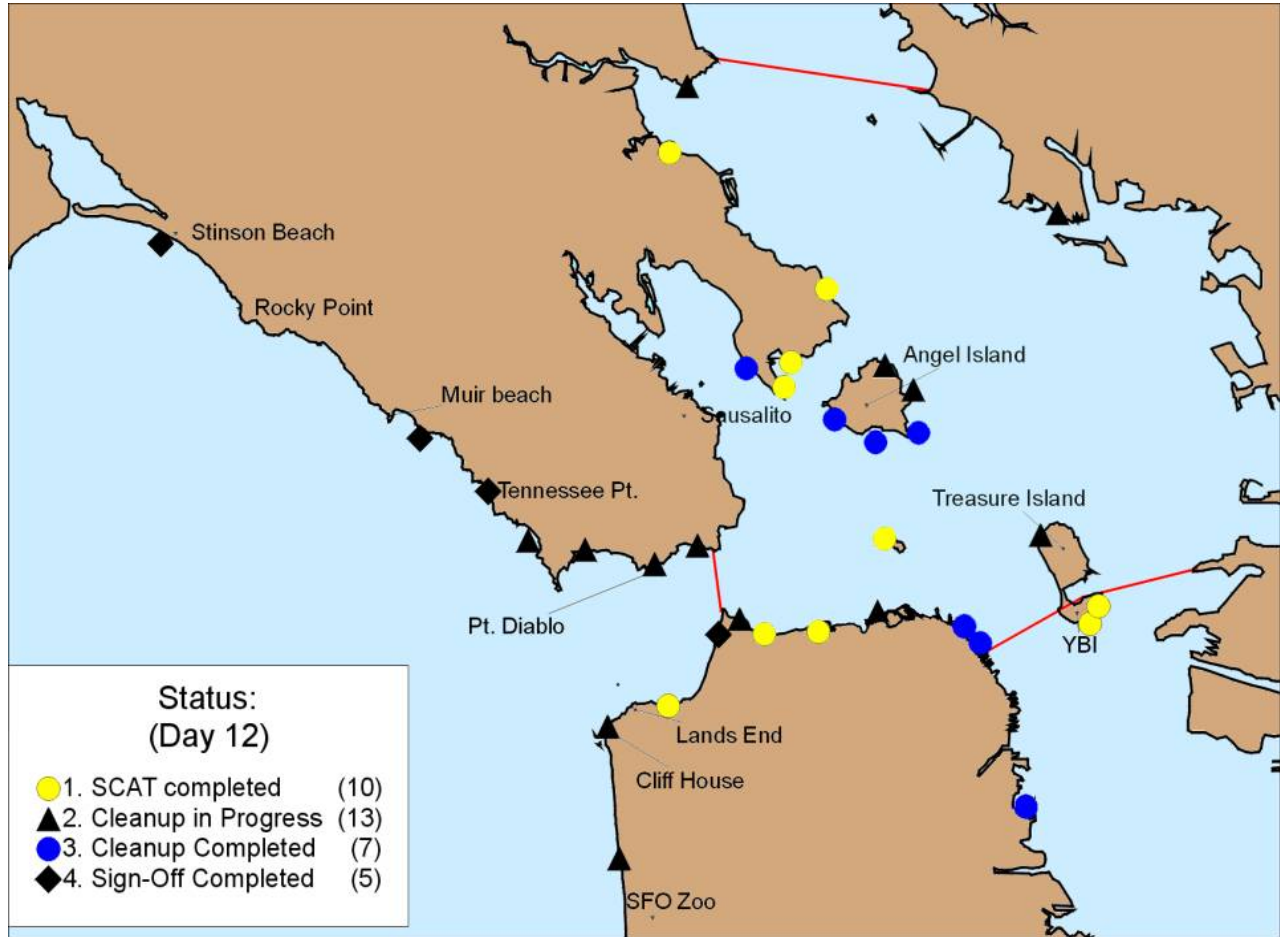 Stinson Beach
Rocky Point
Angel Island
Muir beach
Sausalito
Tennessee Pt.
Treasure Island
Pt. Diablo
YBI
Lands End
Cliff House
SFO Zoo
Status:
(Day 12)
1. SCAT completed (10)
2. Cleanup in Progress (13)
3. Cleanup Completed (7)
4. Sign-Off Completed (5)